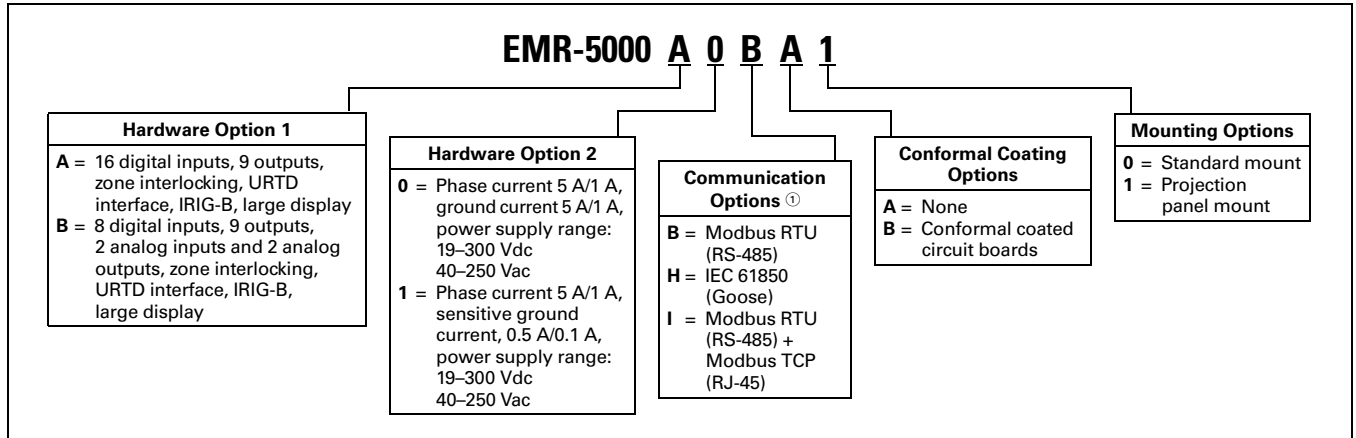 EMR-5000 A 0 B A 1
Hardware Option 1
A = 16 digital inputs, 9 outputs,
zone interlocking, URTD
interface, IRIG-B, large display
B = 8 digital inputs, 9 outputs,
2 analog inputs and 2 analog
outputs, zone interlocking,
URTD interface, IRIG-B,
large display
Hardware Option 2
0 = Phase current 5 A/1 A,
ground current 5 A/1 A,
power supply range:
19–300 Vdc
40–250 Vac
1 = Phase current 5 A/1 A,
sensitive ground
current, 0.5 A/0.1 A,
power supply range:
19–300 Vdc
40–250 Vac
Communication
Options ①
B = Modbus RTU
(RS-485)
H = IEC 61850
(Goose)
I = Modbus RTU
(RS-485) +
Modbus TCP
(RJ-45)
Conformal Coating
Options
A = None
B = Conformal coated
circuit boards
Mounting Options
0 = Standard mount
1 = Projection
panel mount